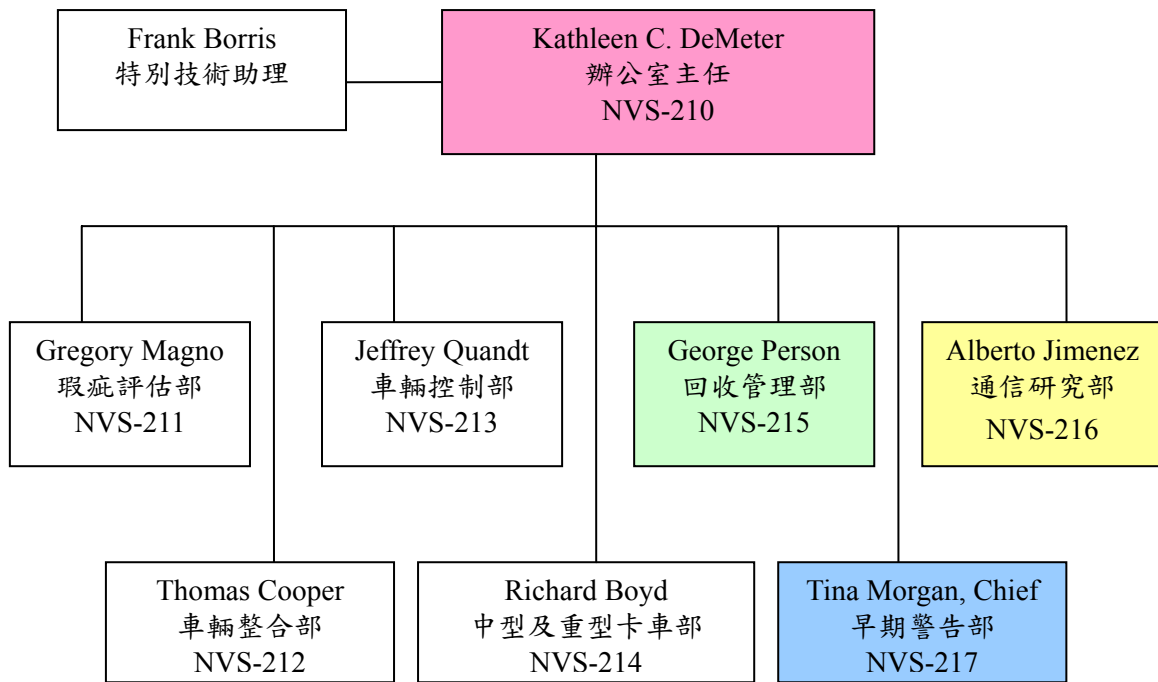 Frank Borris
特別技術助理
Kathleen C. DeMeter
辦公室主任
NVS-210
Gregory Magno
瑕疵評估部
NVS-211
Jeffrey Quandt
車輛控制部
NVS-213
George Person
回收管理部
NVS-215
Alberto Jimenez
通信研究部
NVS-216
Thomas Cooper
車輛整合部
NVS-212
Richard Boyd
中型及重型卡車部
NVS-214
Tina Morgan, Chief
早期警告部
NVS-217